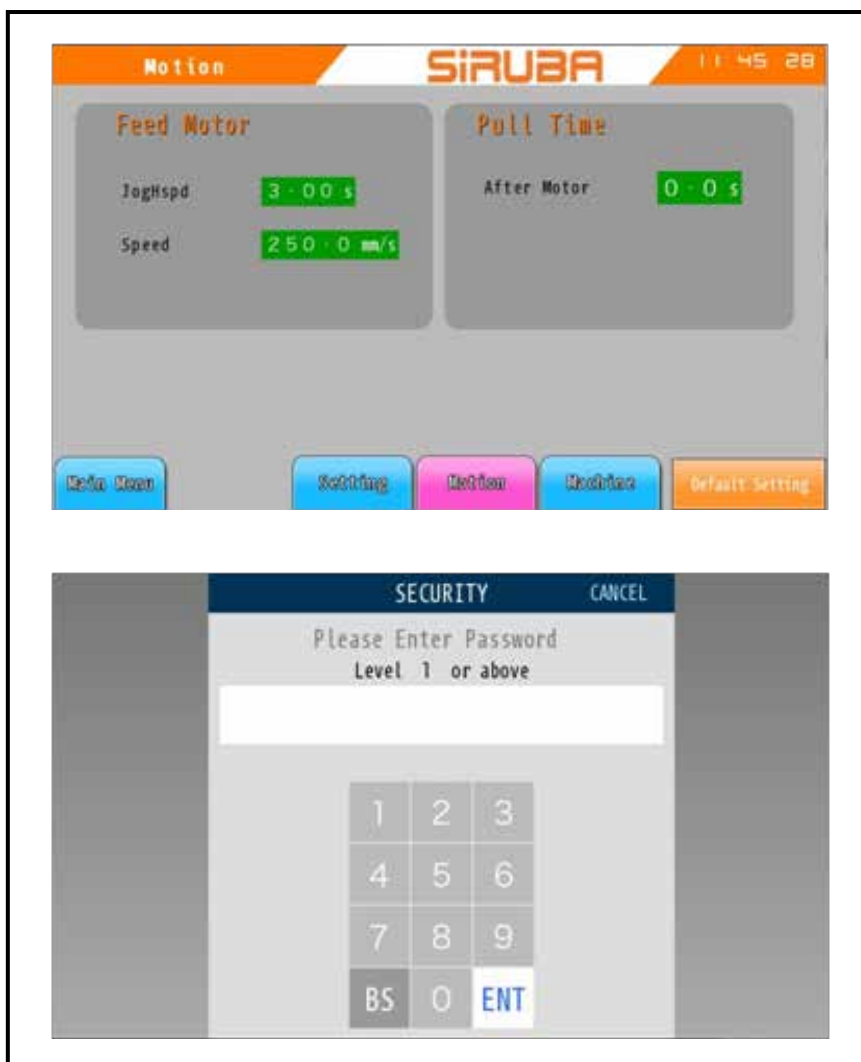 Motion SiRUBA 11 45 28
Feed Motor
JogHspd 3·00 s
Speed 250·0 mm/s
Pull Time
After Motor 0·0 s
Main Menu Setting Motion Machine Default Setting
SECURITY CANCEL
Please Enter Password
Level 1 or above
1 2 3
4 5 6
7 8 9
BS 0 ENT